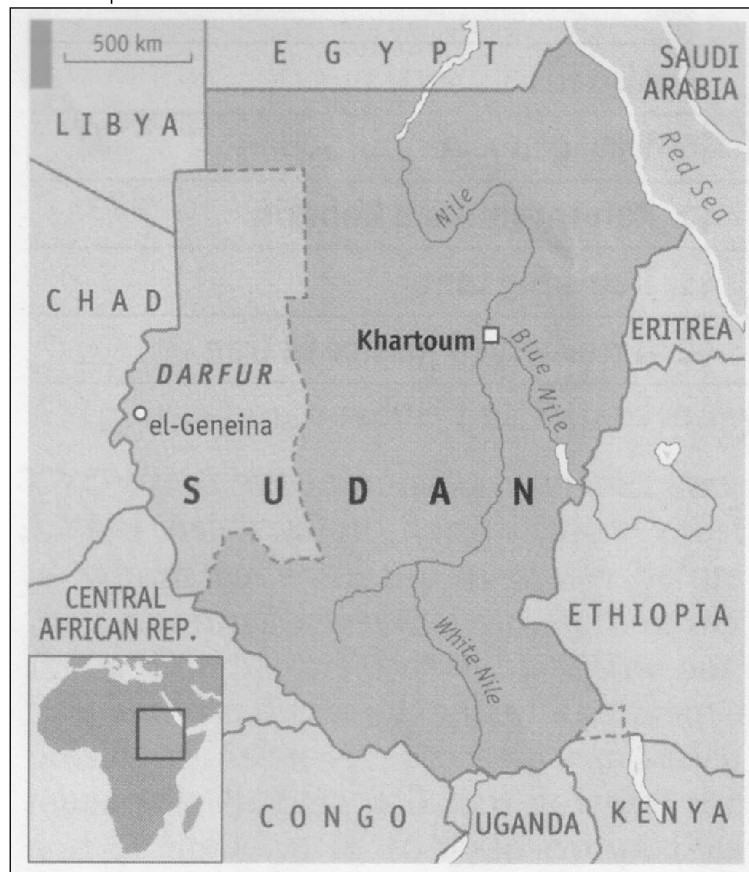 500 km
EGYPT
SAUDI
ARABIA
LIBYA
Red Sea
Nile
CHAD
Khartoum
ERITREA
Blue Nile
DARFUR
el-Geneina
SUDAN
CENTRAL
AFRICAN REP.
ETHIOPIA
White Nile
CONGO
UGANDA
KENYA